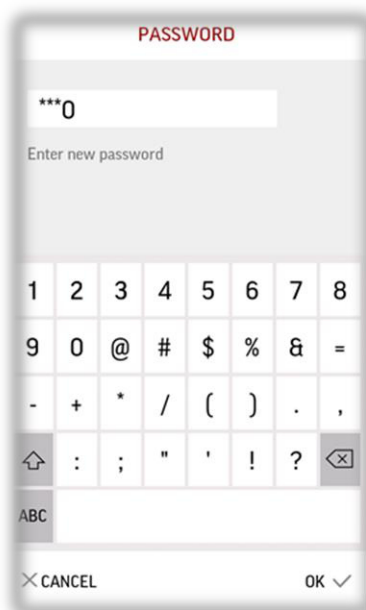 PASSWORD
***0
Enter new password
1 2 3 4 5 6 7 8
9 0 @ # $ % & =
- + * / ( ) . ,
: ; " ' ! ?
ABC
CANCEL OK